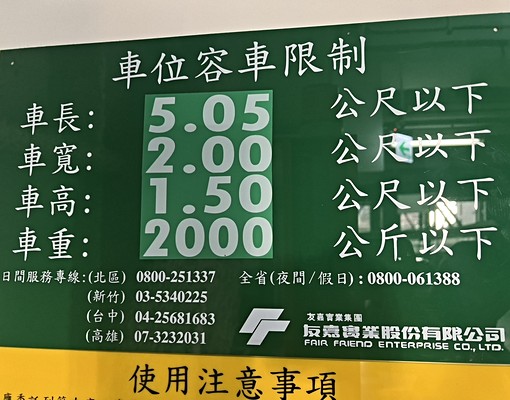 車位容車限制
車長: 5.05 公尺以下
車寬: 2.00 公尺以下
車高: 1.50 公尺以下
車重: 2000 公斤以下
日間服務專線:(北區) 0800-251337 全省(夜間/假日):0800-061388
(新竹) 03-5340225
(台中) 04-25681683
(高雄) 07-3232031
友嘉實業集團
友嘉實業股份有限公司
FAIR FRIEND ENTERPRISE CO., LTD.
使用注意事項